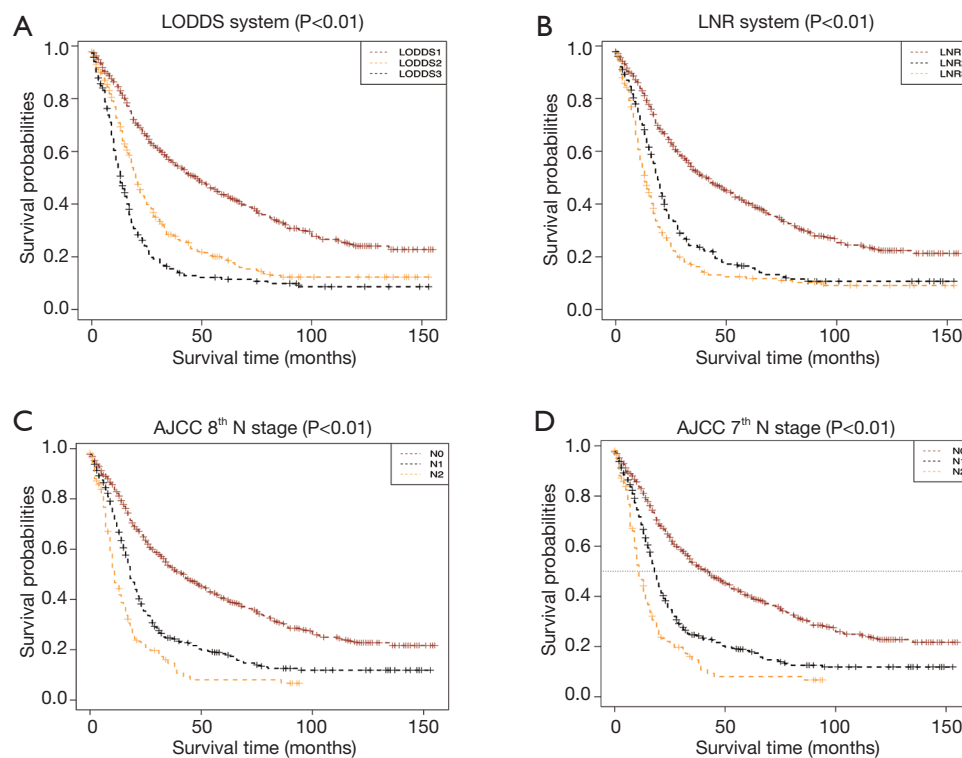 A
LODDS system (P<0.01)
LODDS1
LODDS2
LODDS3
Survival probabilities
1.0
0.8
0.6
0.4
0.2
0.0
0 50 100 150
Survival time (months)
B
LNR system (P<0.01)
LNR
Survival probabilities
1.0
0.8
0.6
0.4
0.2
0.0
0 50 100 150
Survival time (months)
C
AJCC 8th N stage (P<0.01)
N0
N1
N2
Survival probabilities
1.0
0.8
0.6
0.4
0.2
0.0
0 50 100 150
Survival time (months)
D
AJCC 7th N stage (P<0.01)
N0
N1
N2
Survival probabilities
1.0
0.8
0.6
0.4
0.2
0.0
0 50 100 150
Survival time (months)